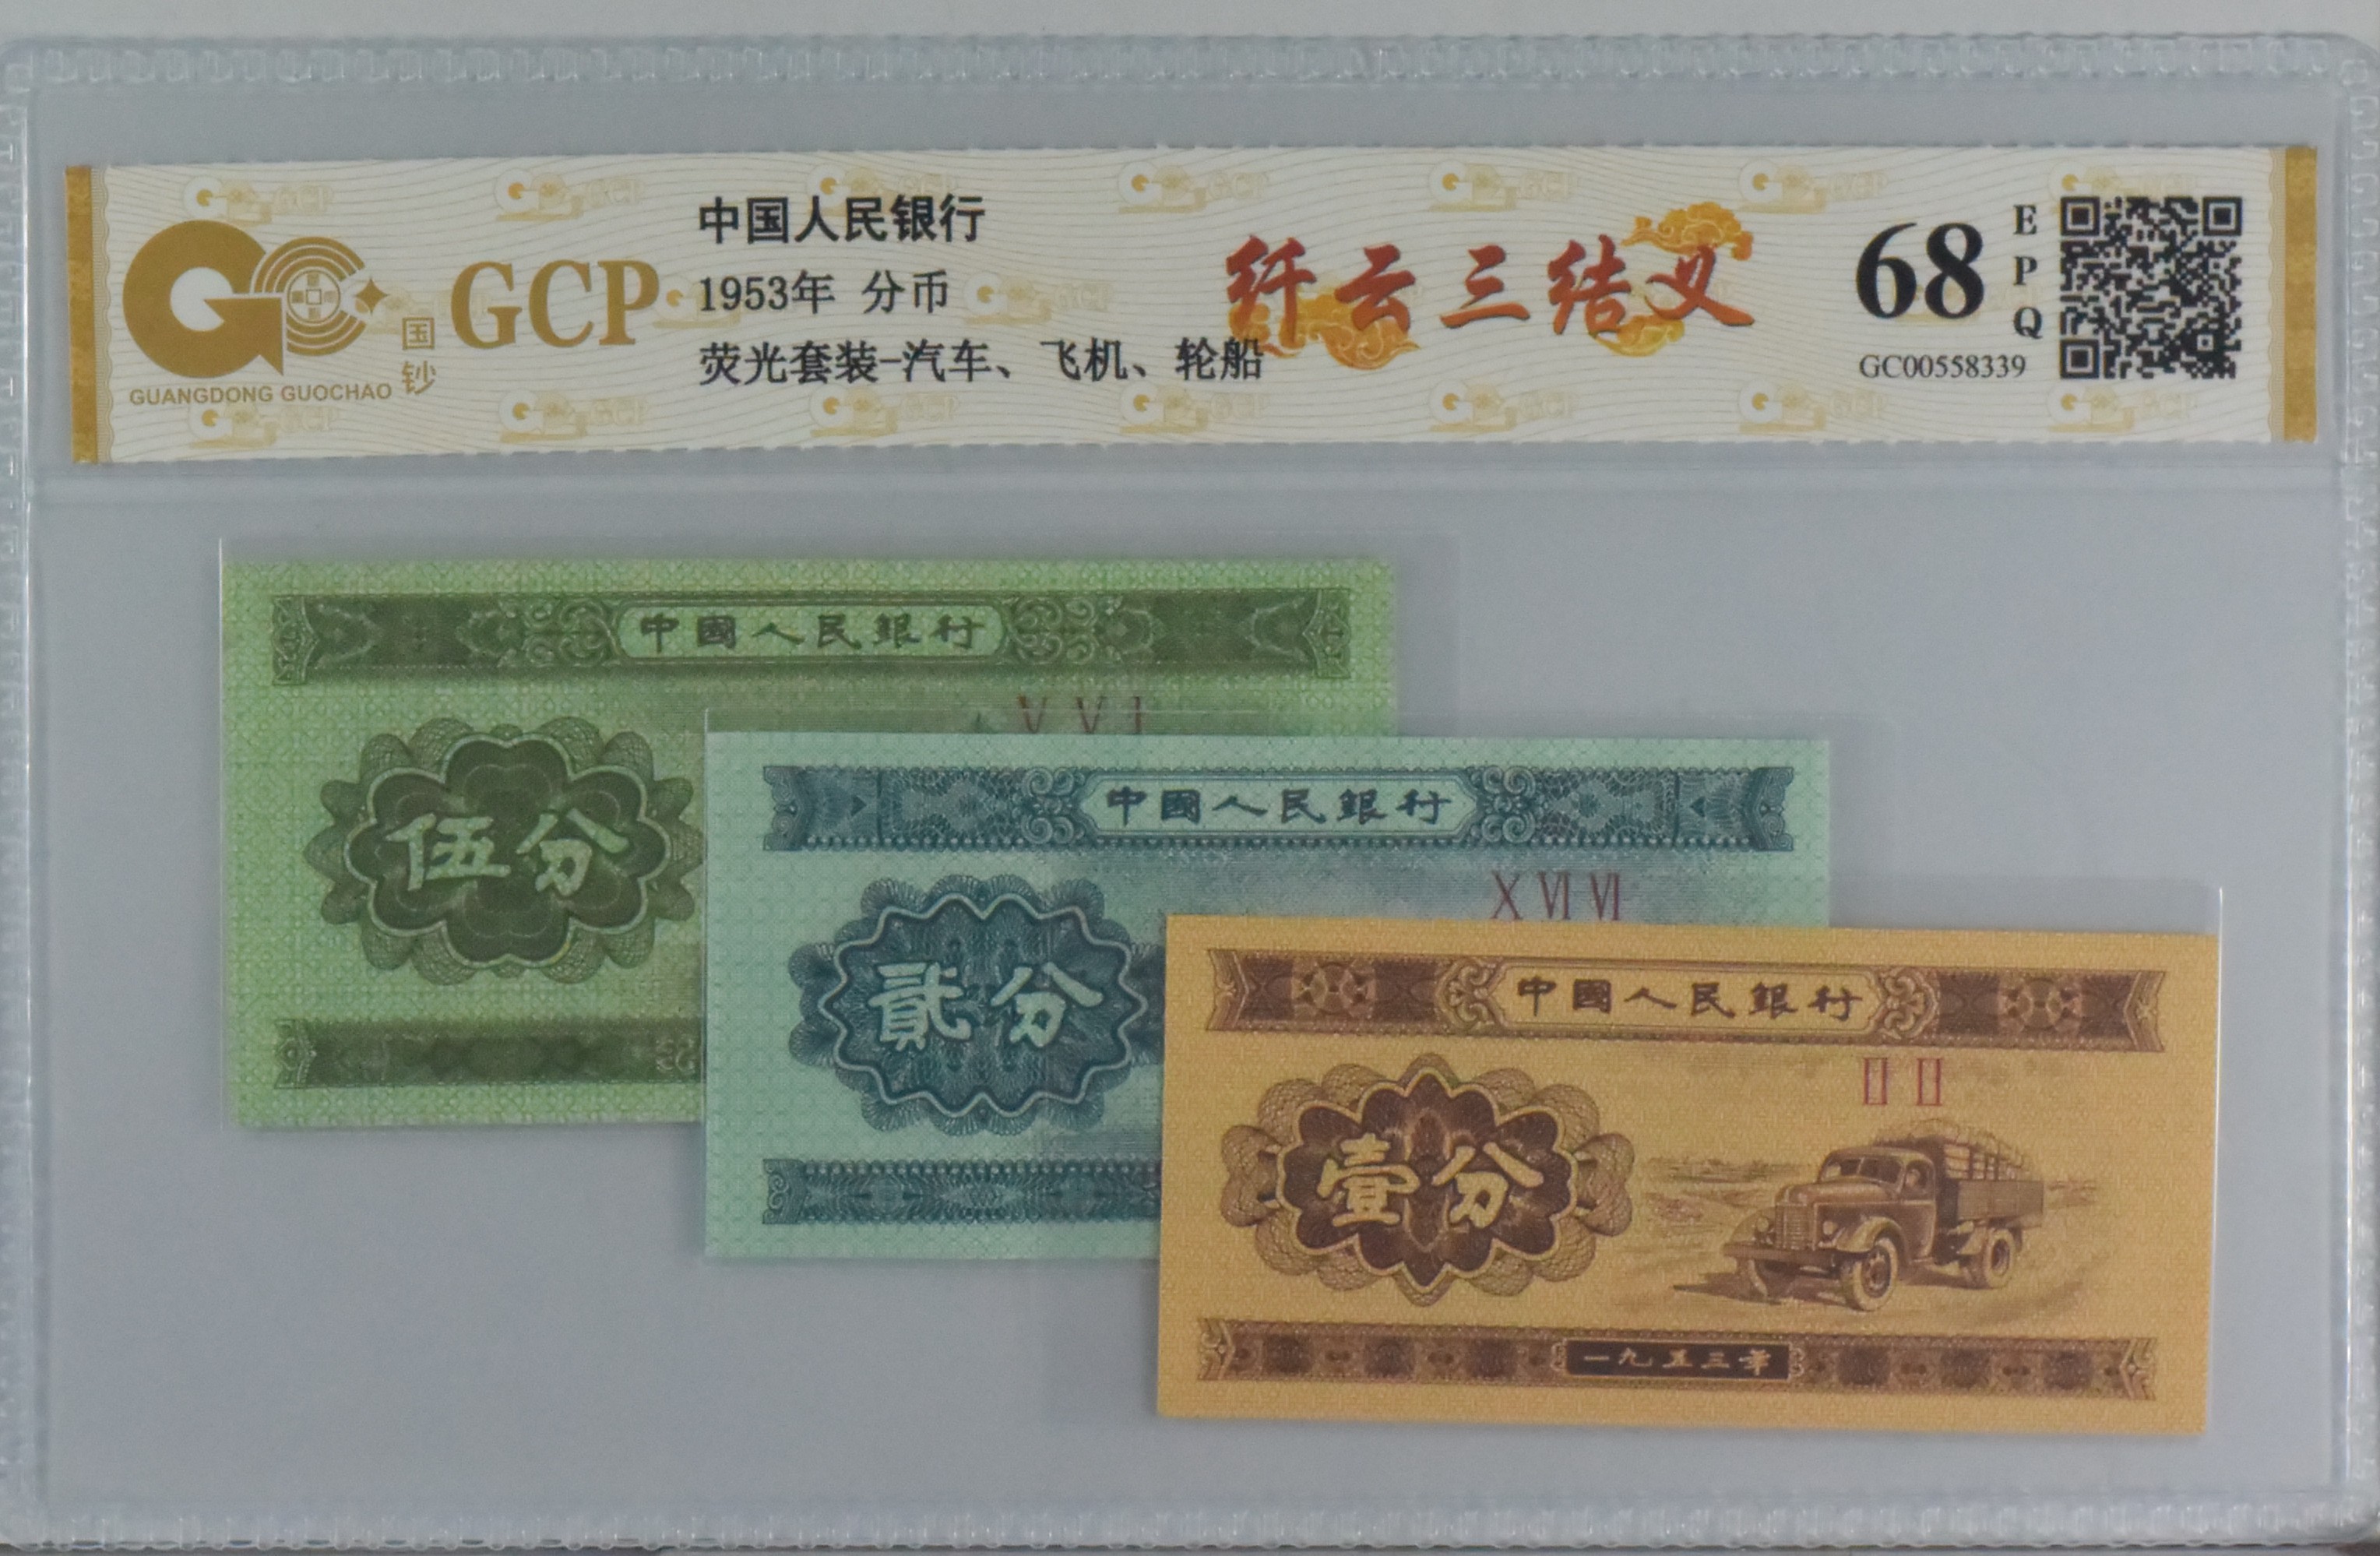 中国人民银行
1953年 分币
荧光套装-汽车、飞机、轮船
GCP
国钞
GUANGDONG GUOCHAO
纤云三结义
68
EPQ
GC00558339
中國人民銀行
V V I
伍分
中國人民銀行
X VI VI
貳分
中國人民銀行
II II
壹分
一九五三年